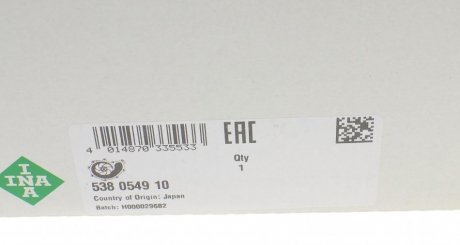 I
INA
A
4 014870 335533
EAC
Qty
1
538 0549 10
Country of Origin: Japan
Batch: H000029682